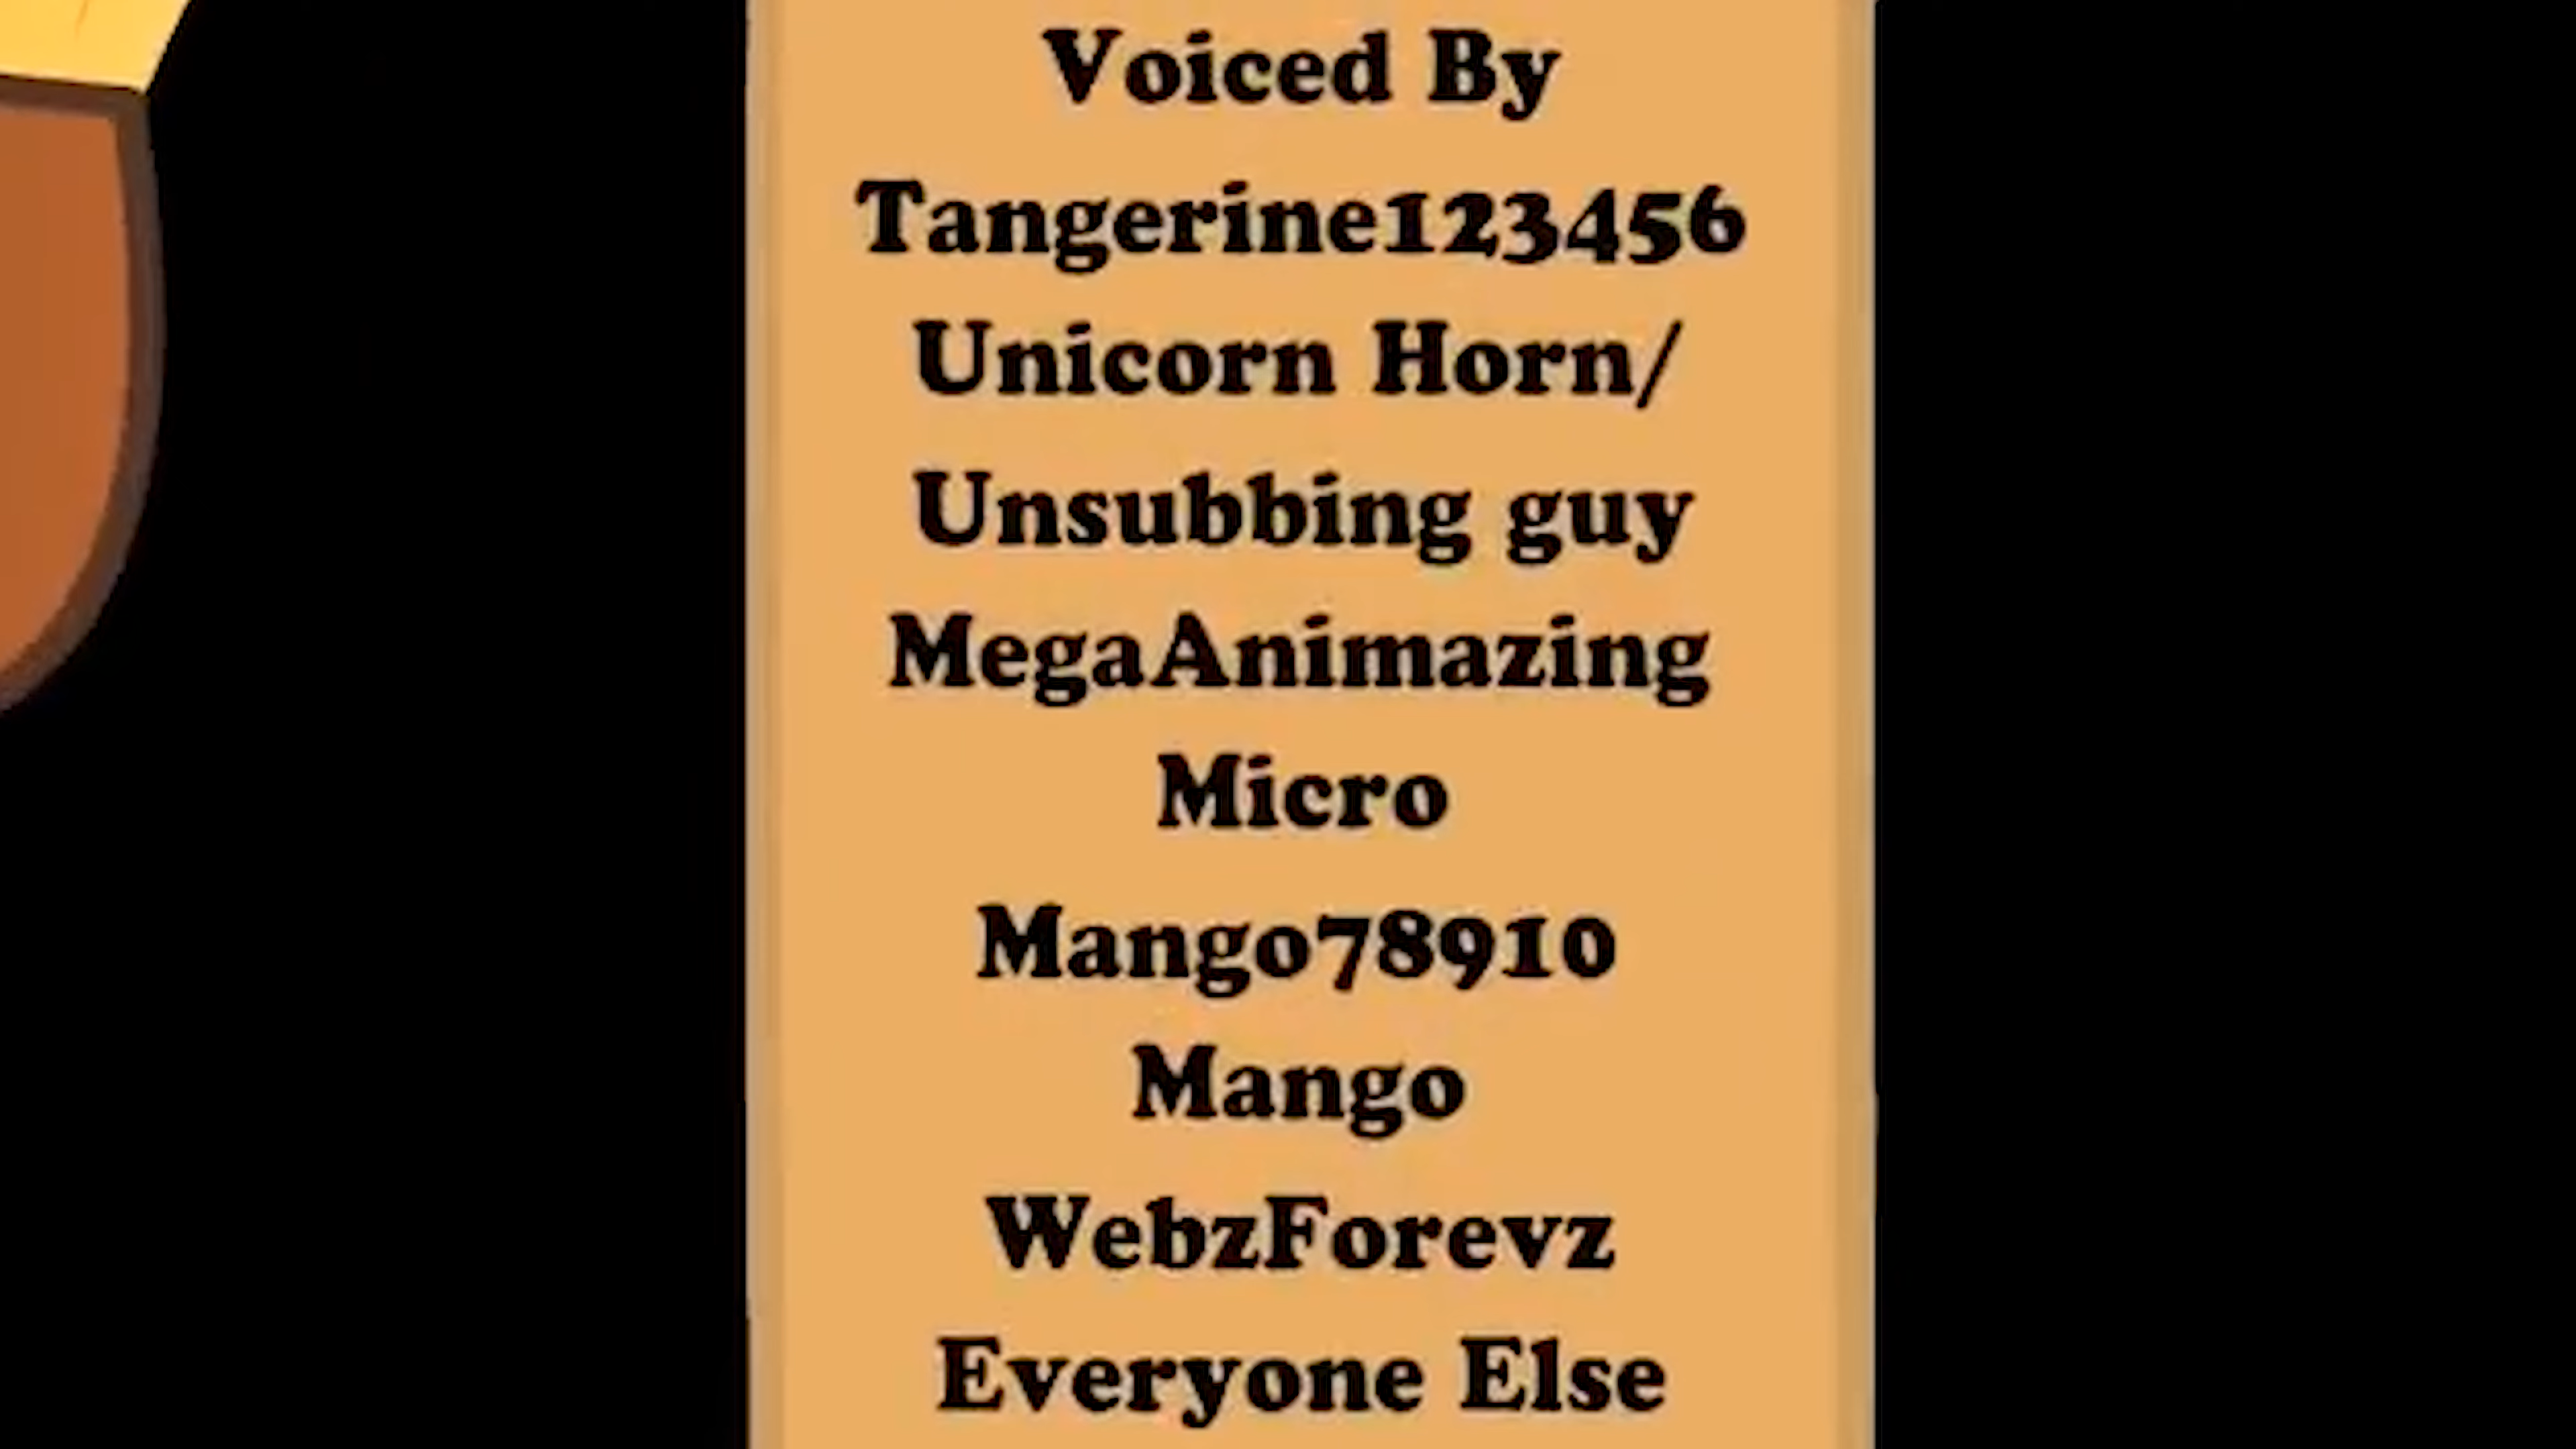 Voiced By
Tangerine123456
Unicorn Horn/
Unsubbing guy
MegaAnimazing
Micro
Mango78910
Mango
WebzForevz
Everyone Else